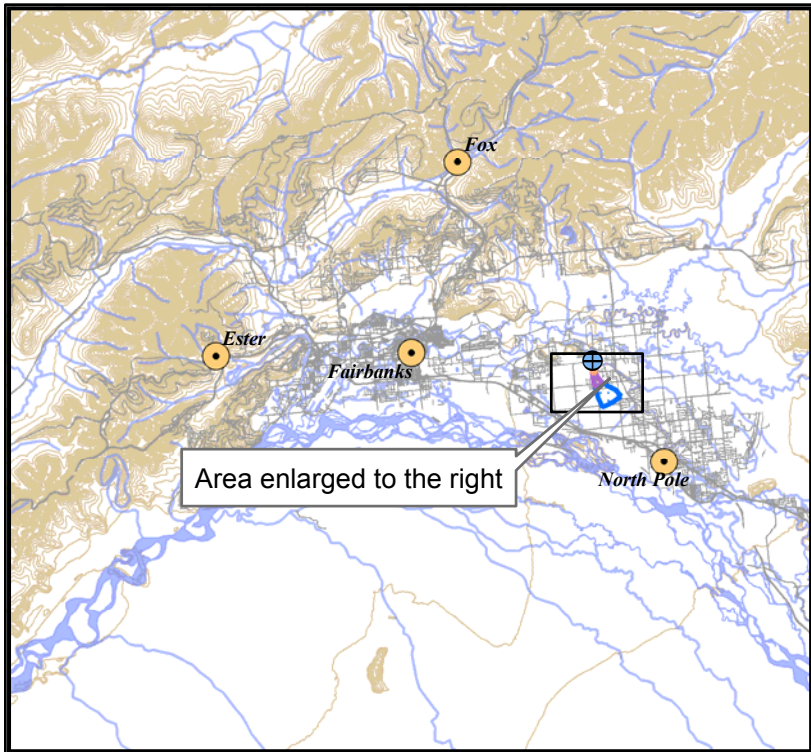 Fox
Ester
Fairbanks
Area enlarged to the right
North Pole